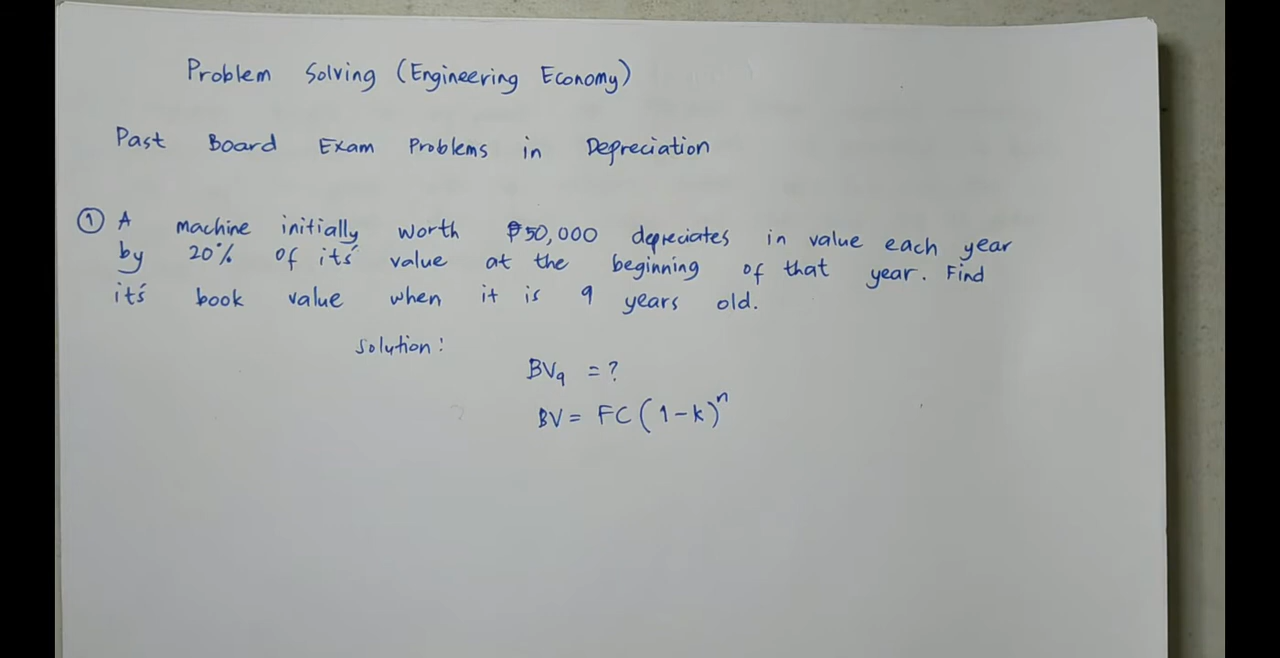 Problem Solving (Engineering Economy)
Past Board Exam Problems in Depreciation
① A machine initially worth ₱50,000 depreciates in value each year
by 20% of it's value at the beginning of that year. Find
it's book value when it is 9 years old.
Solution:
BV₉ = ?
BV = FC (1-k)ⁿ